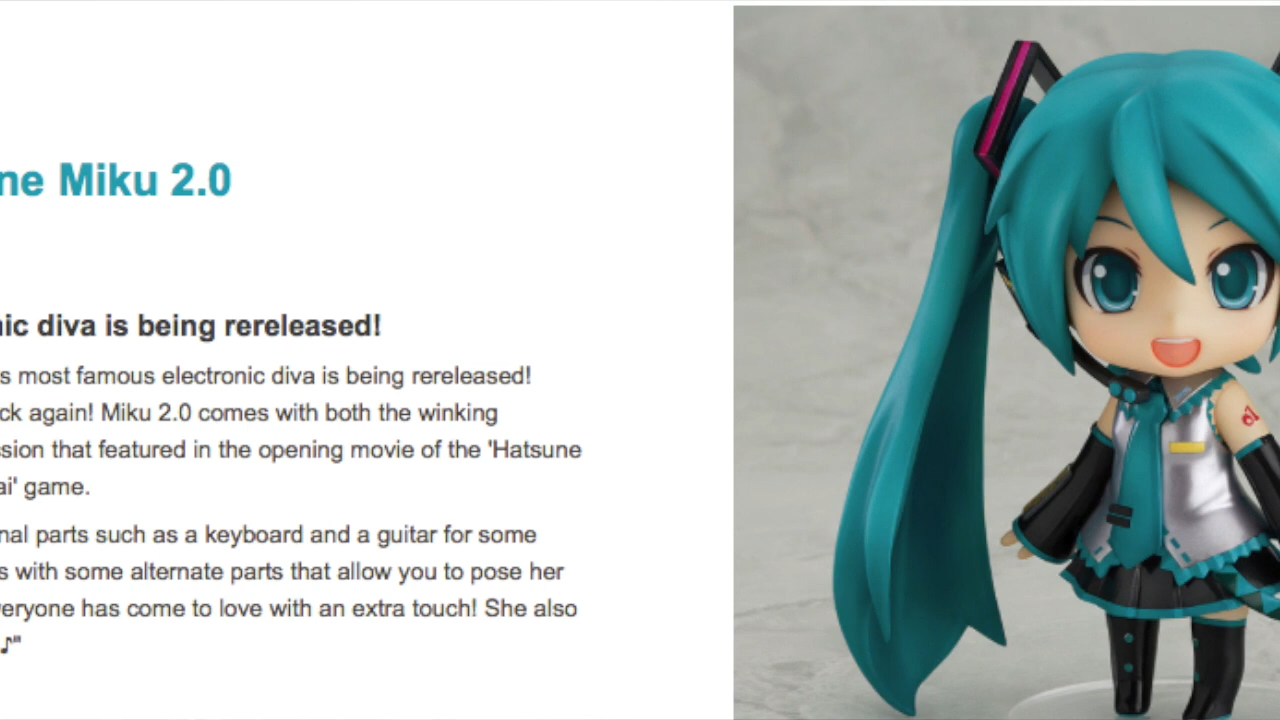 ne Miku 2.0
nic diva is being rereleased!
s most famous electronic diva is being rereleased!
ck again! Miku 2.0 comes with both the winking
sion that featured in the opening movie of the 'Hatsune
ai' game.
nal parts such as a keyboard and a guitar for some
s with some alternate parts that allow you to pose her
veryone has come to love with an extra touch! She also
♪"
01